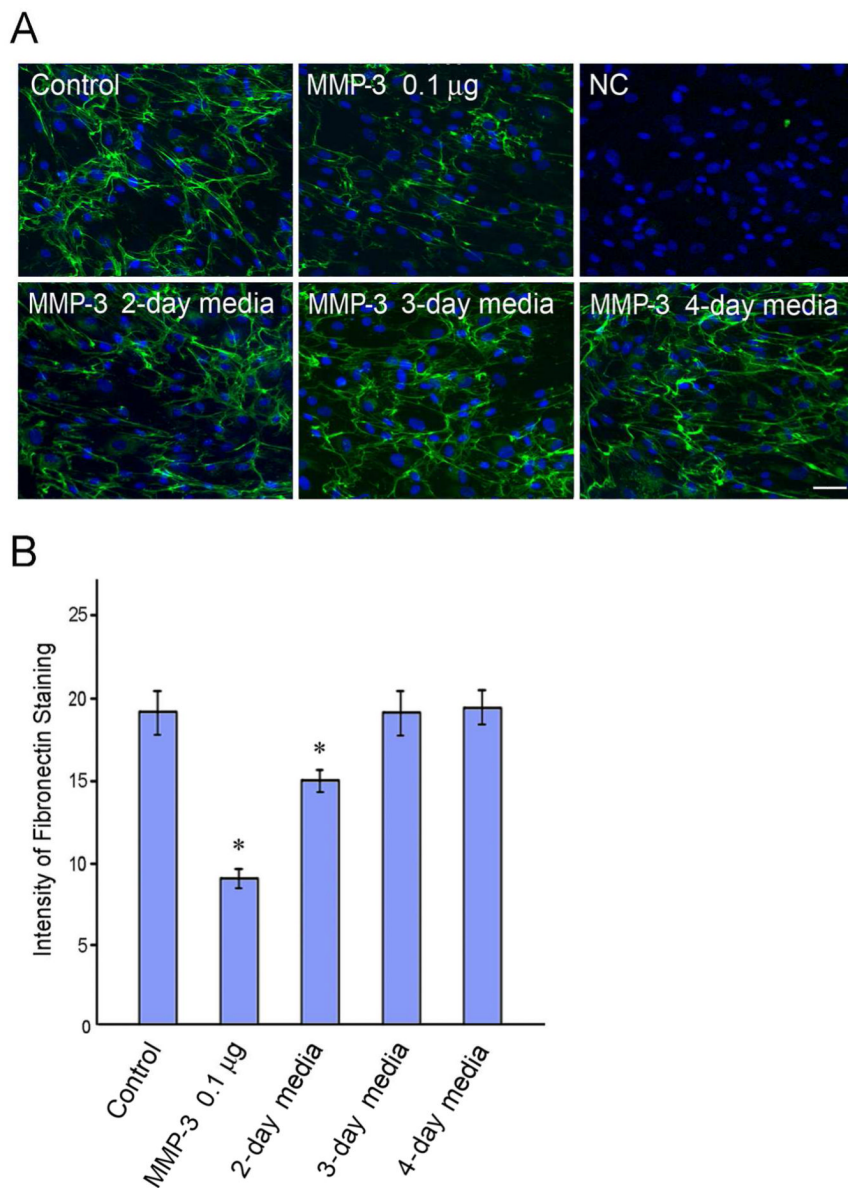 A
Control
MMP-3 0.1 µg
NC
MMP-3 2-day media
MMP-3 3-day media
MMP-3 4-day media
B
Intensity of Fibronectin Staining
25
20
15
10
5
0
*
*
Control
MMP-3 0.1 µg
2-day media
3-day media
4-day media